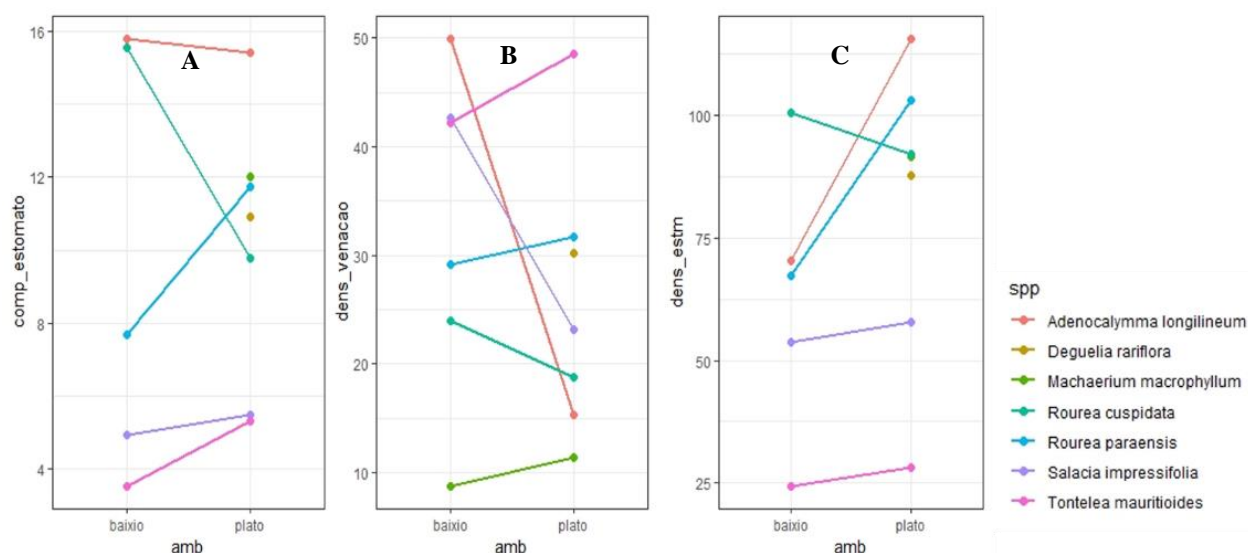 A
comp_estomato
16
12
8
4
baixio
plato
amb
B
dens_venacao
50
40
30
20
10
baixio
plato
amb
C
dens_estm
100
75
50
25
baixio
plato
amb
spp
Adenocalymma longilineum
Deguelia rariflora
Machaerium macrophyllum
Rourea cuspidata
Rourea paraensis
Salacia impressifolia
Tontelea mauritioides